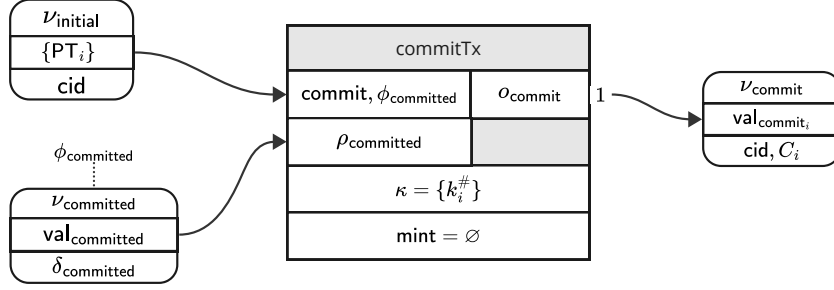 ν_initial
{PT_i}
cid
ϕ_committed
ν_committed
val_committed
δ_committed
commitTx
commit, ϕ_committed
o_commit
1
ρ_committed
κ = {k_i^#}
mint = ∅
ν_commit
val_commit_i
cid, C_i